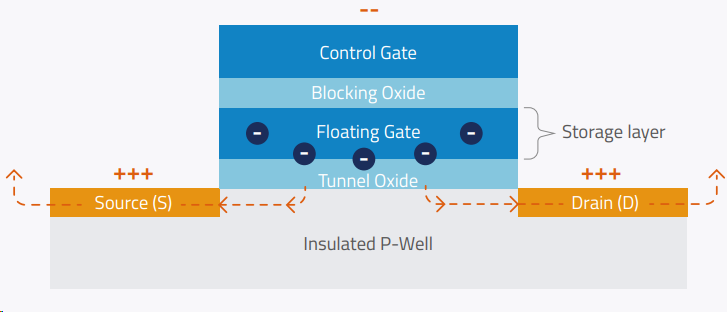 --
Control Gate
Blocking Oxide
Floating Gate
- - - - -
Storage layer
+++
+++
Tunnel Oxide
Source (S)
Drain (D)
Insulated P-Well